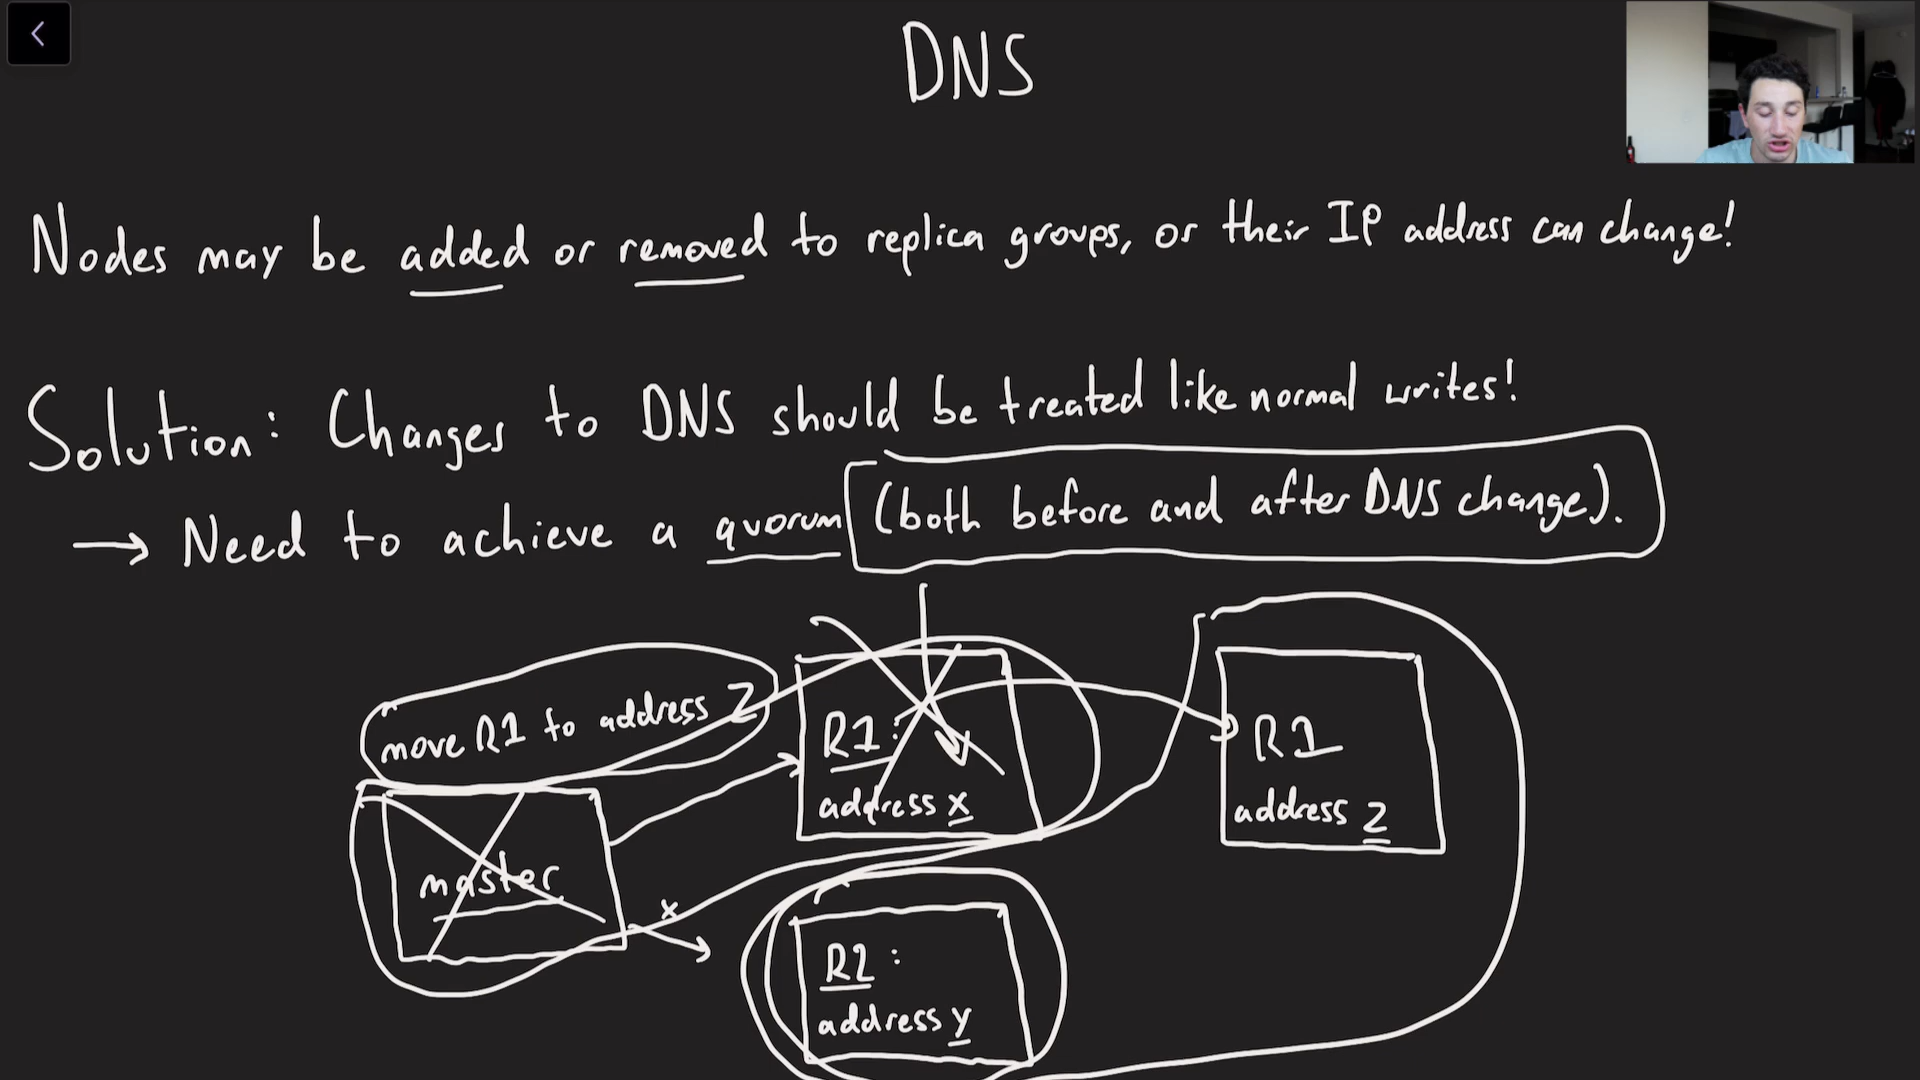 DNS
Nodes may be added or removed to replica groups, or their IP address can change!
Solution: Changes to DNS should be treated like normal writes!
→ Need to achieve a quorum (both before and after DNS change).
move R1 to address Z
R1:
address x
R1
address z
master
x
R2:
address y